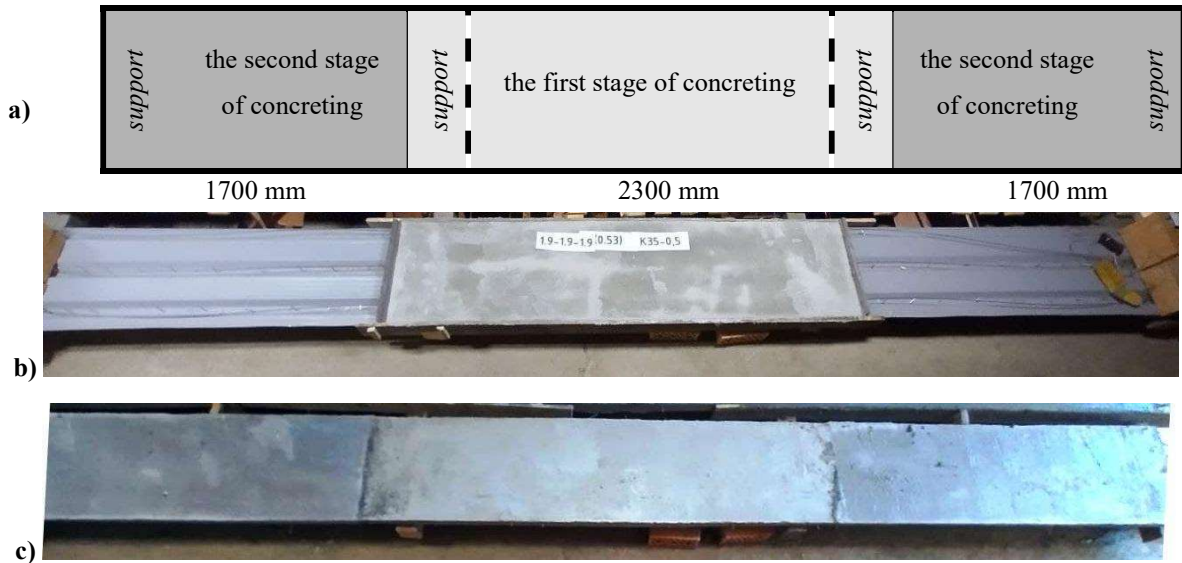 a)
support
the second stage
of concreting
support
the first stage of concreting
support
the second stage
of concreting
support
1700 mm
2300 mm
1700 mm
b)
1.9-1.9-1.9 (0.53) K35-0,5
c)